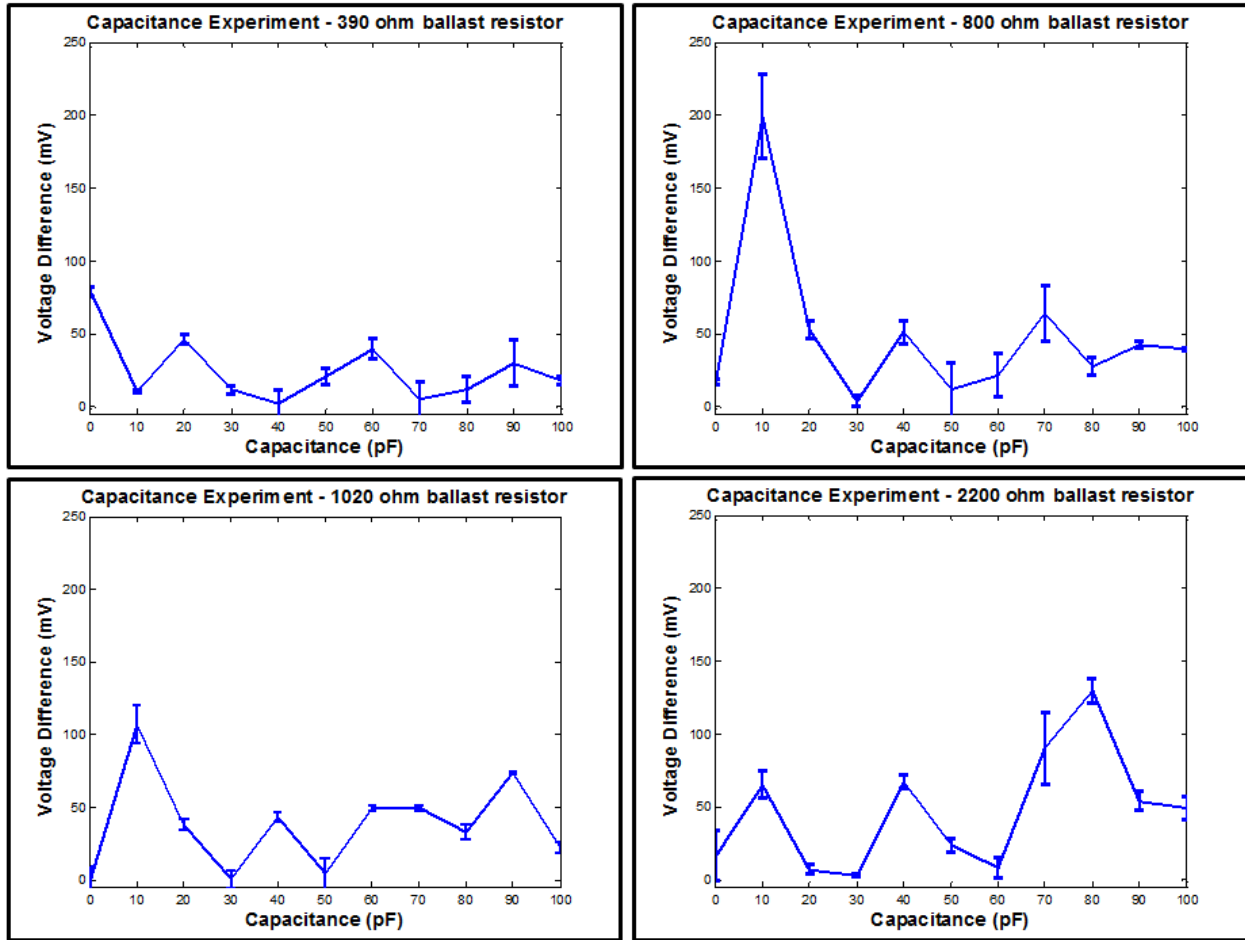 Capacitance Experiment - 390 ohm ballast resistor
250
200
150
100
50
0
Voltage Difference (mV)
0 10 20 30 40 50 60 70 80 90 100
Capacitance (pF)
Capacitance Experiment - 800 ohm ballast resistor
250
200
150
100
50
0
Voltage Difference (mV)
0 10 20 30 40 50 60 70 80 90 100
Capacitance (pF)
Capacitance Experiment - 1020 ohm ballast resistor
250
200
150
100
50
0
Voltage Difference (mV)
0 10 20 30 40 50 60 70 80 90 100
Capacitance (pF)
Capacitance Experiment - 2200 ohm ballast resistor
250
200
150
100
50
0
Voltage Difference (mV)
0 10 20 30 40 50 60 70 80 90 100
Capacitance (pF)